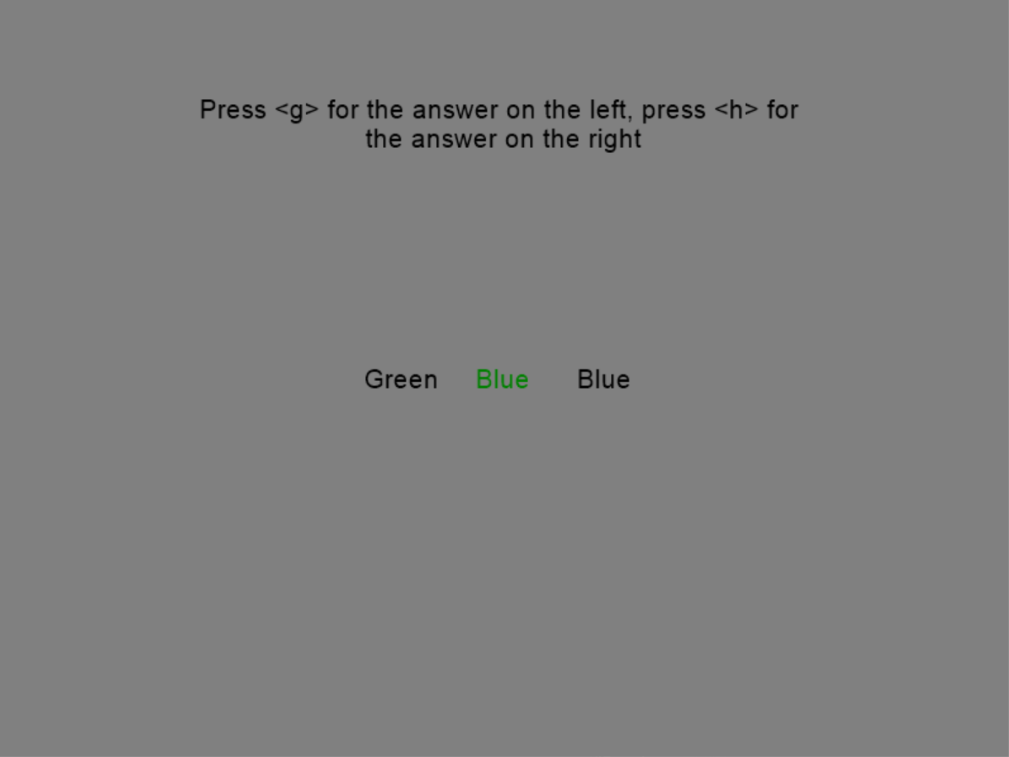 Press <g> for the answer on the left, press <h> for
the answer on the right
Green Blue Blue